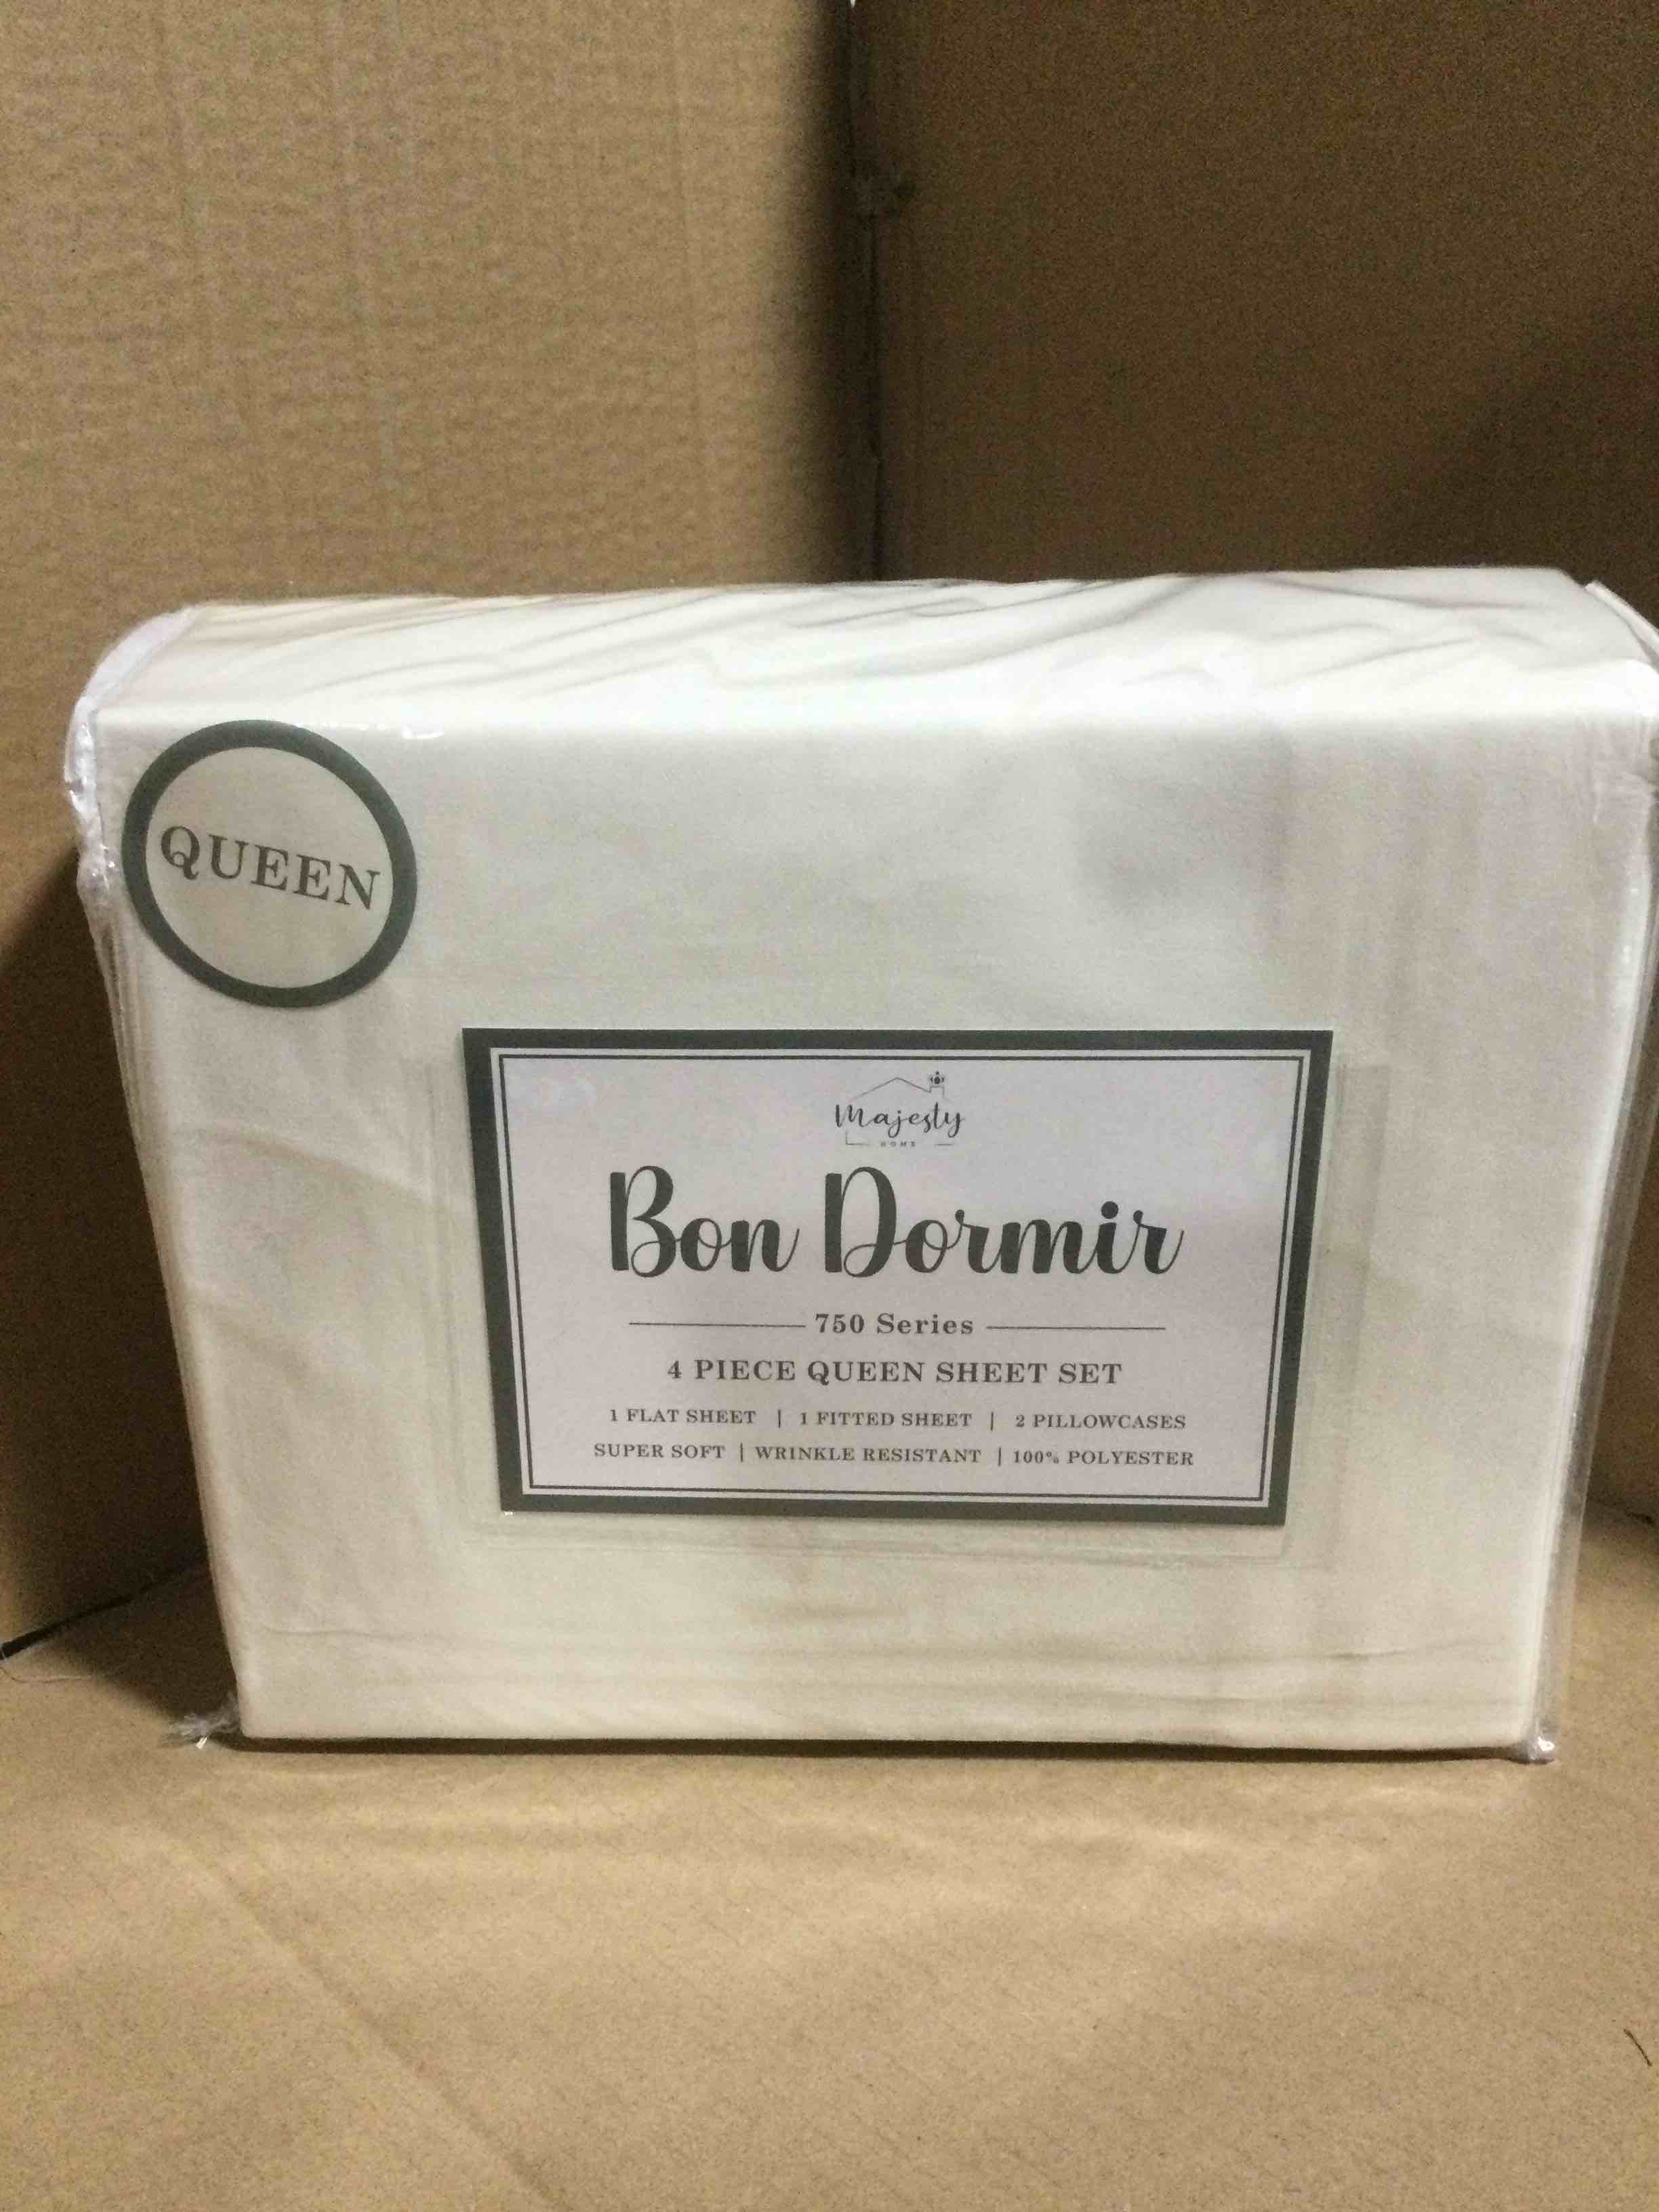 QUEEN
Majesty
HOME
Bon Dormir
750 Series
4 PIECE QUEEN SHEET SET
1 FLAT SHEET | 1 FITTED SHEET | 2 PILLOWCASES
SUPER SOFT | WRINKLE RESISTANT | 100% POLYESTER